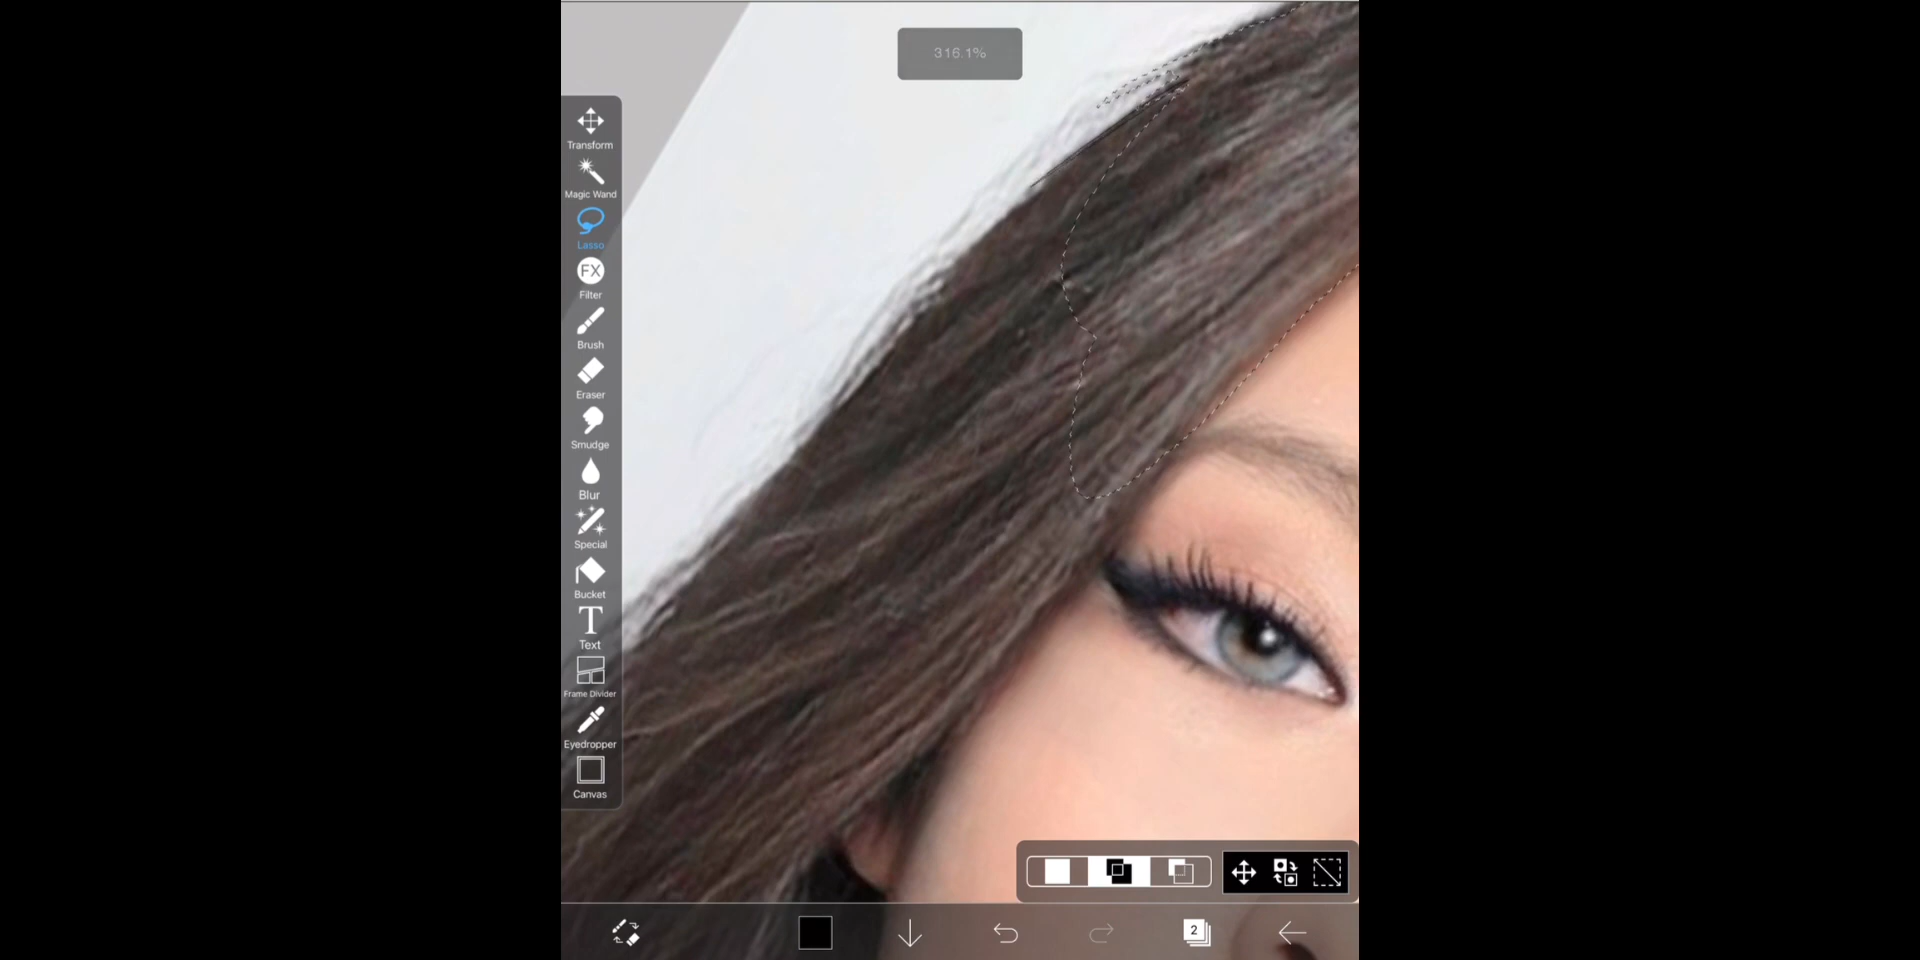 316.1%
Transform
Magic Wand
Lasso
FX
Filter
Brush
Eraser
Smudge
Blur
Special
Bucket
T
Text
Frame Divider
Eyedropper
Canvas
2